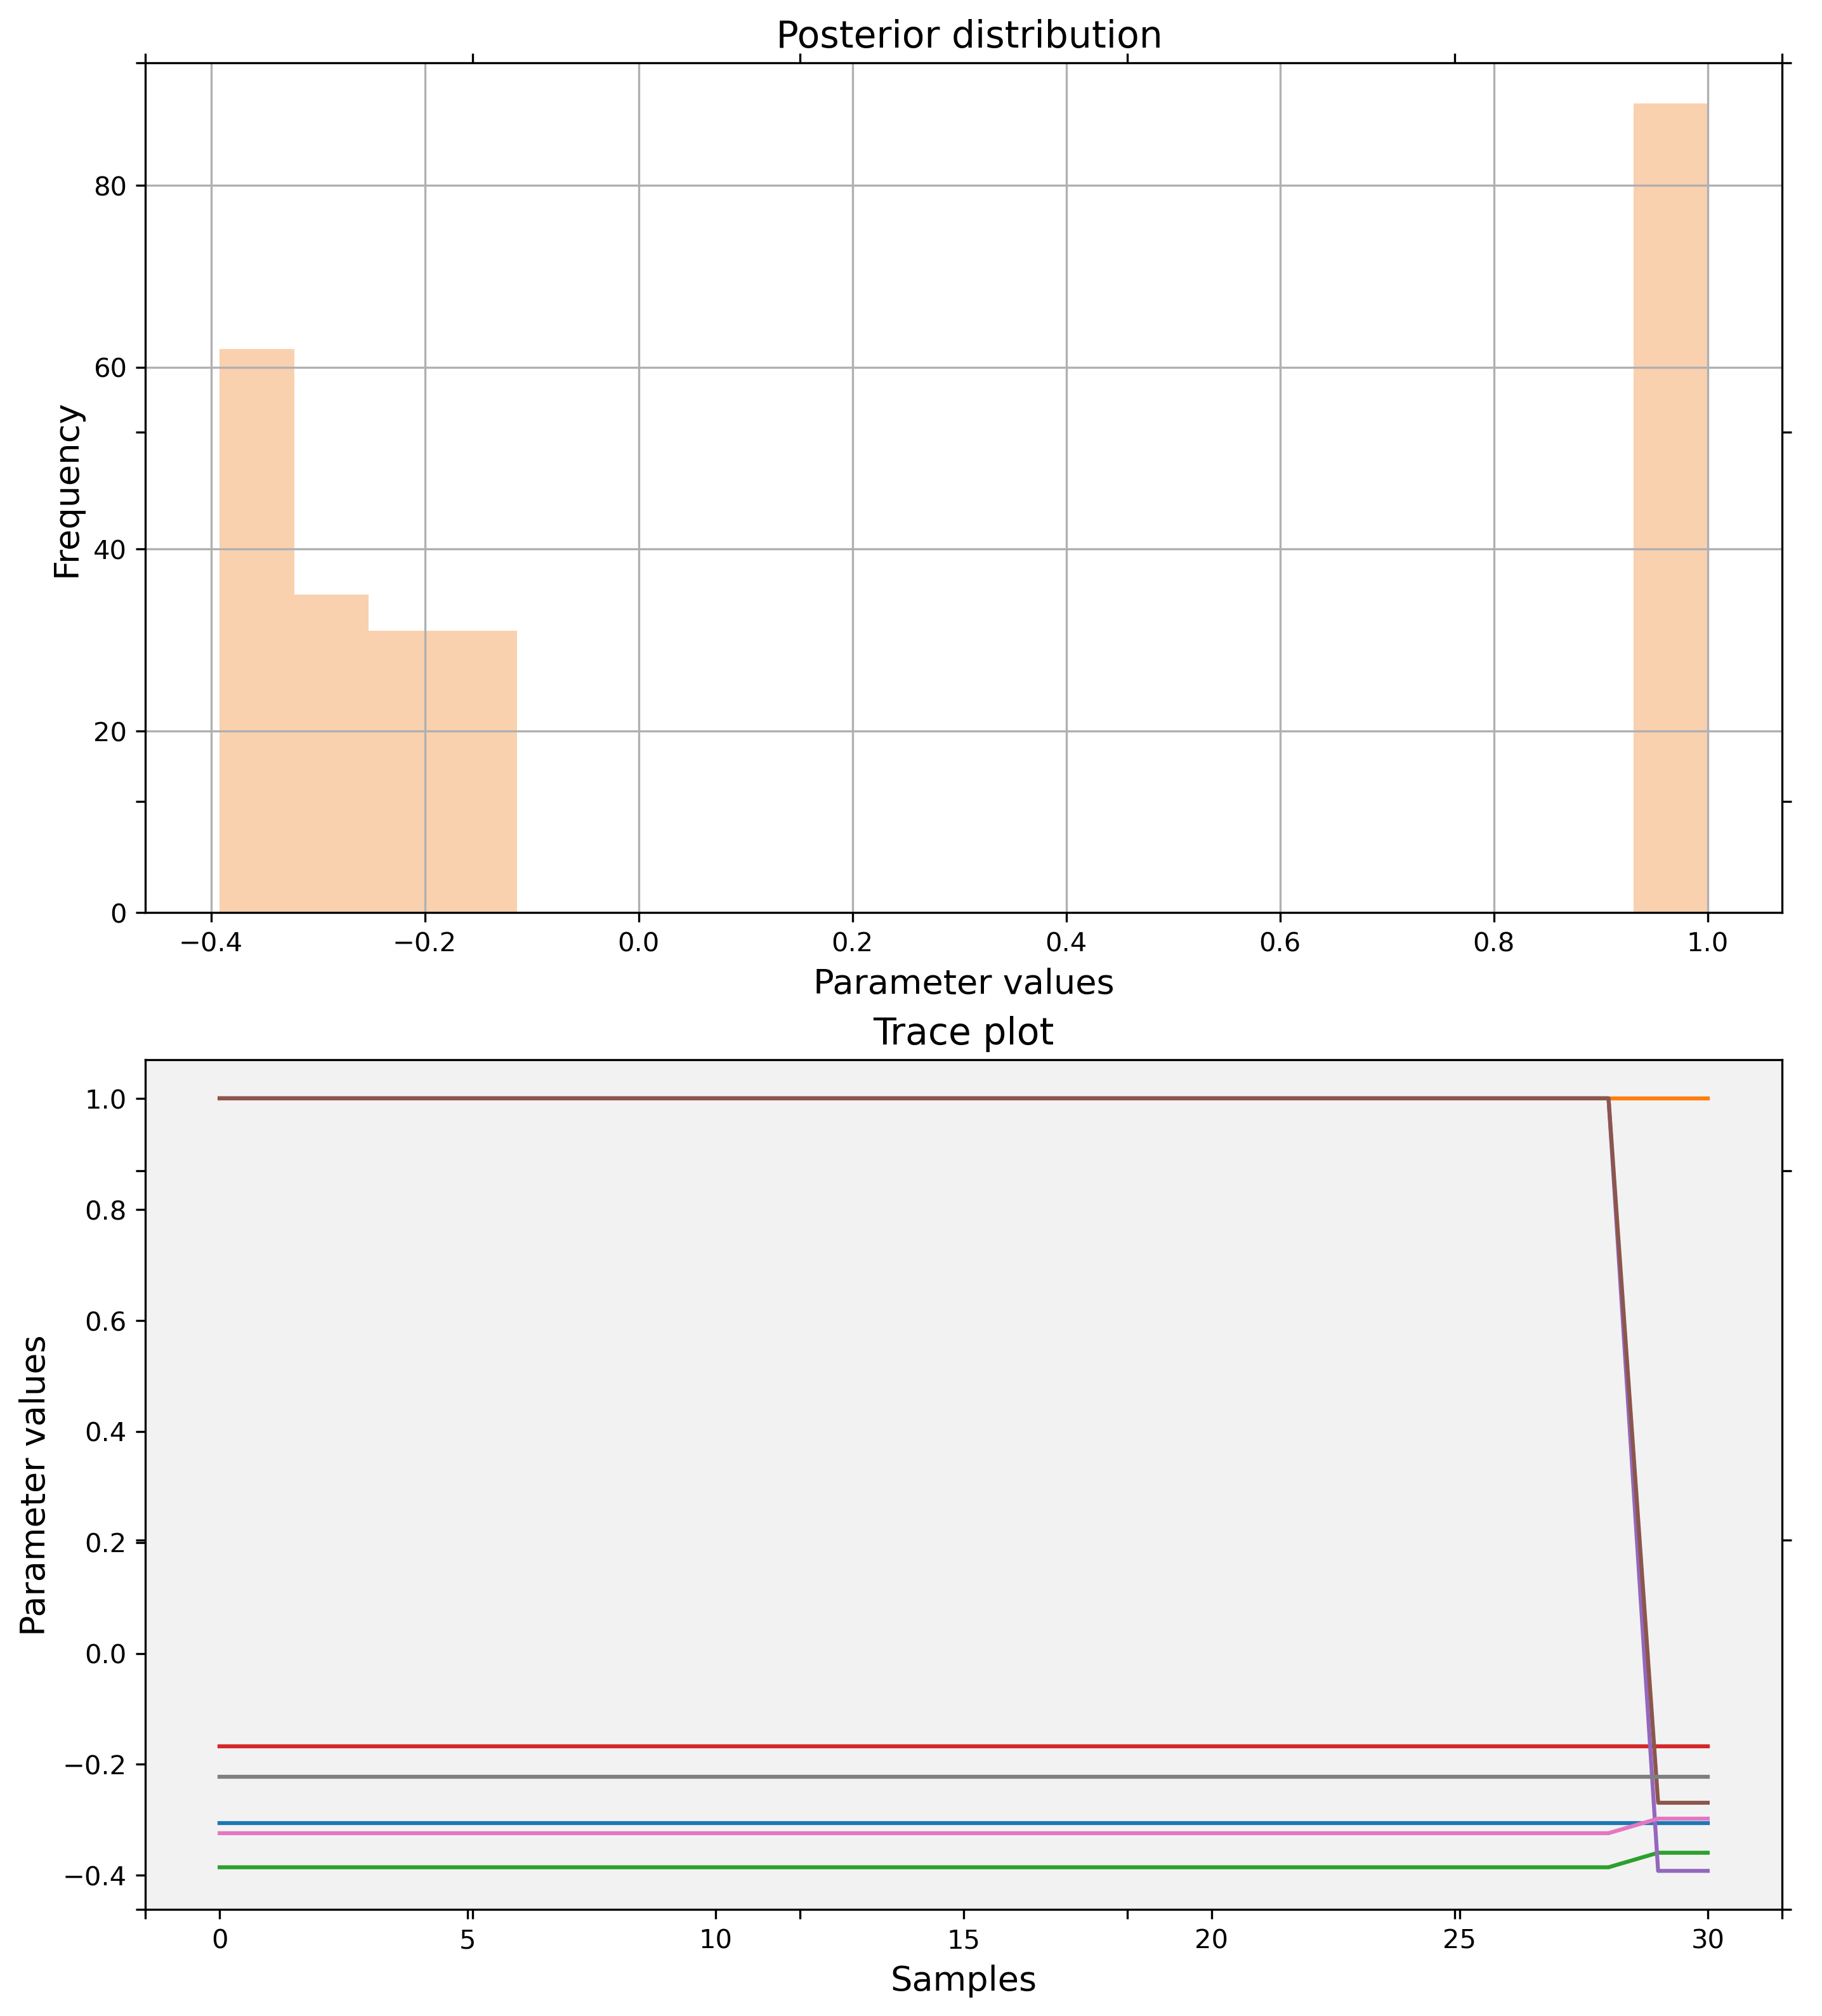 Posterior distribution
Frequency
80
60
40
20
0
−0.4 −0.2 0.0 0.2 0.4 0.6 0.8 1.0
Parameter values
Trace plot
Parameter values
1.0
0.8
0.6
0.4
0.2
0.0
−0.2
−0.4
0 5 10 15 20 25 30
Samples